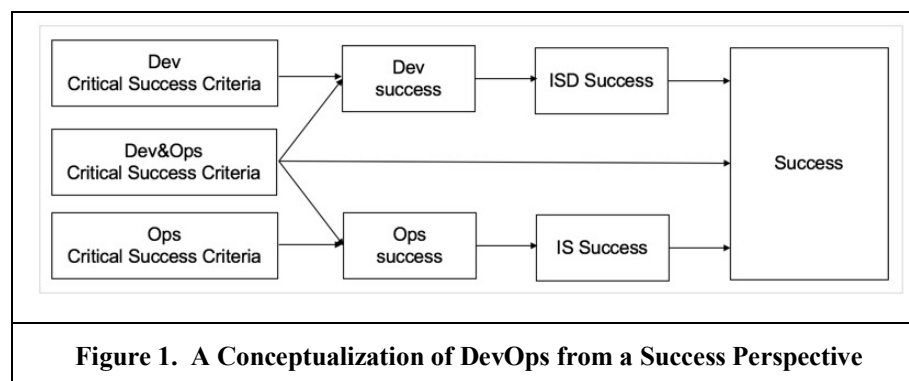 Dev
Critical Success Criteria
Dev
success
ISD Success
Dev&Ops
Critical Success Criteria
Success
Ops
Critical Success Criteria
Ops
success
IS Success
Figure 1. A Conceptualization of DevOps from a Success Perspective